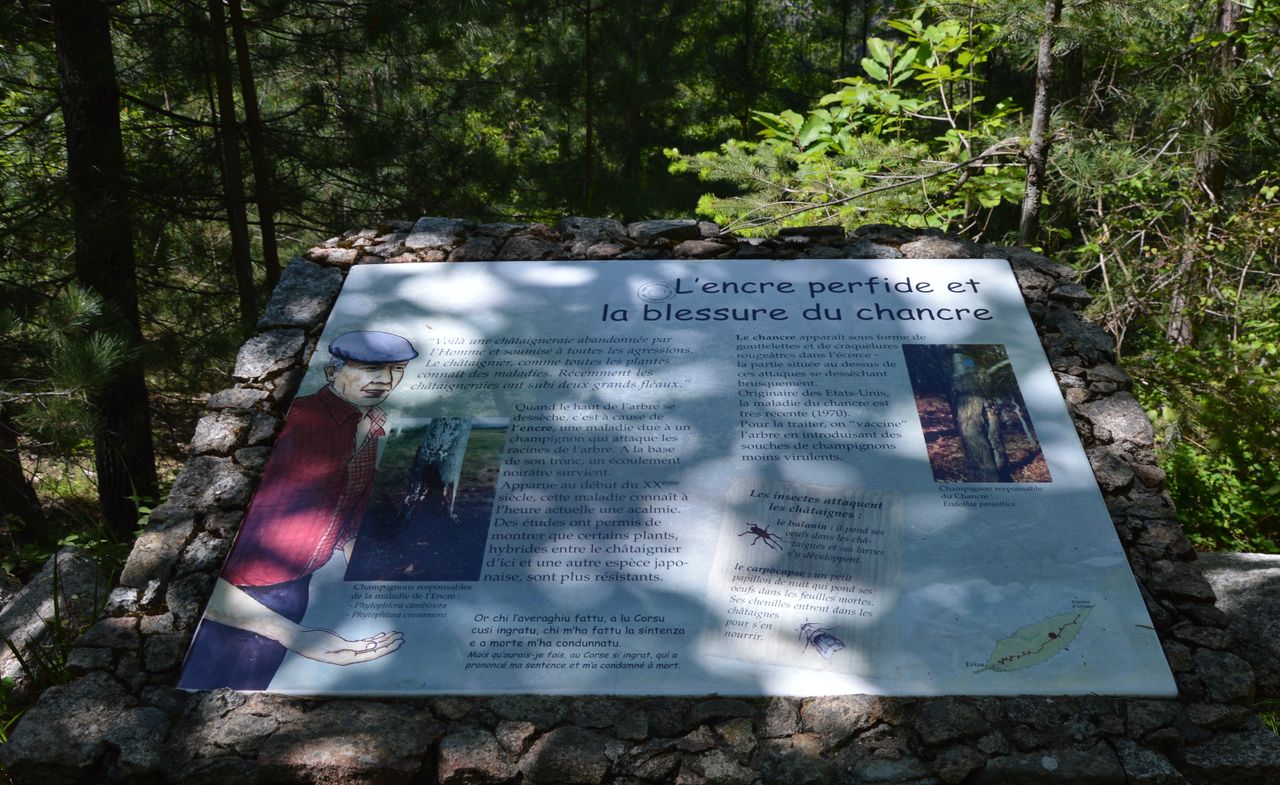 L'encre perfide et
la blessure du chancre
"Voilà une châtaigneraie abandonnée par
l'Homme et soumise à toutes les agressions.
Le châtaignier, comme toutes les plantes
connaît des maladies. Récemment les
châtaigneraies ont subi deux grands fléaux."
Quand le haut de l'arbre se
dessèche, c'est à cause de
l'encre, une maladie due à un
champignon qui attaque les
racines de l'arbre. A la base
de son tronc, un écoulement
noirâtre survient.
Apparue au début du XXème
siècle, cette maladie connaît à
l'heure actuelle une acalmie.
Des études ont permis de
montrer que certains plants,
hybrides entre le châtaignier
d'ici et une autre espèce japo-
naise, sont plus résistants.
Champignons responsables
de la maladie de l'Encre :
- Phytophtora cambivora
- Phytophtora cinnamomi
Or chi l'averaghiu fattu, a lu Corsu
cusi ingratu, chi m'ha fattu la sintenza
e a morte m'ha condunnatu.
Mais qu'aurais-je fais, au Corse si ingrat, qui a
prononcé ma sentence et m'a condamné à mort.
Le chancre apparaît sous forme de
gouttelettes et de craquelures
rougeâtres dans l'écorce -
la partie située au dessus de
ces attaques se desséchant
brusquement.
Originaire des Etats-Unis,
la maladie du chancre est
très récente (1970).
Pour la traiter, on "vaccine"
l'arbre en introduisant des
souches de champignons
moins virulents.
Champignon responsable
du Chancre :
Endothia parasitica
Les insectes attaquent
les châtaignes :
le balanin : il pond ses
oeufs dans les châ-
taignes et ses larves
s'y développent.
le carpocapse : un petit
papillon de nuit qui pond ses
oeufs dans les feuilles mortes.
Ses chenilles entrent dans les
châtaignes
pour s'en
nourrir.
Evisa